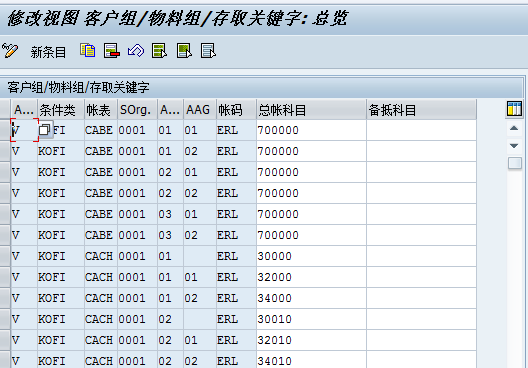 修改视图 客户组/物料组/存取关键字: 总览
新条目
客户组/物料组/存取关键字
A... 条件类 帐表 SOrg. A... AAG 帐码 总帐科目 备抵科目
V FI CABE 0001 01 01 ERL 700000
V KOFI CABE 0001 01 02 ERL 700000
V KOFI CABE 0001 02 01 ERL 700000
V KOFI CABE 0001 02 02 ERL 700000
V KOFI CABE 0001 03 01 ERL 700000
V KOFI CABE 0001 03 02 ERL 700000
V KOFI CACH 0001 01 ERL 30000
V KOFI CACH 0001 01 01 ERL 32000
V KOFI CACH 0001 01 02 ERL 34000
V KOFI CACH 0001 02 ERL 30010
V KOFI CACH 0001 02 01 ERL 32010
V KOFI CACH 0001 02 02 ERL 34010